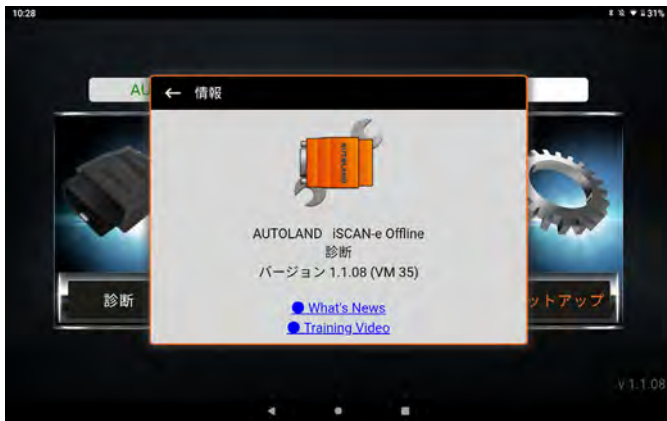 10:28
31%
AU
← 情報
AUTOLAND
AUTOLAND iSCAN-e Offline
診断
バージョン 1.1.08 (VM 35)
● What's News
● Training Video
診断
ットアップ
v 1.1.08